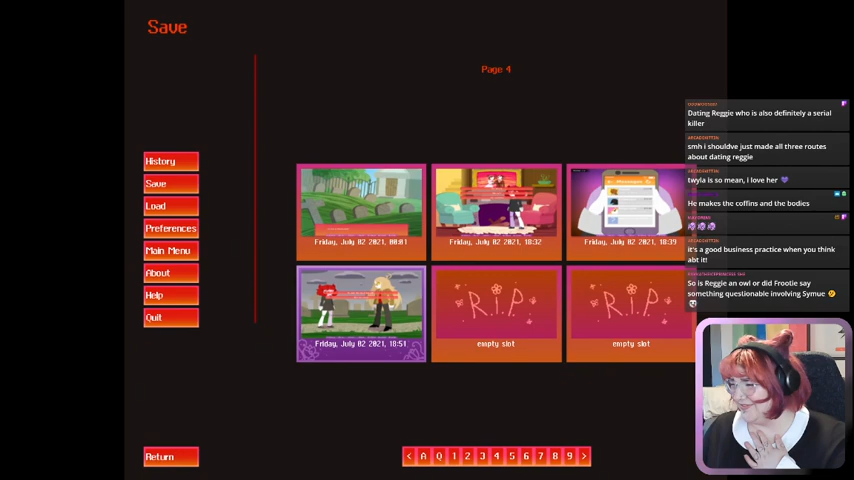 Save
Page 4
History
Save
Load
Preferences
Main Menu
About
Help
Quit
Return
Friday, July 02 2021, 00:01
Friday, July 02 2021, 18:32
Friday, July 02 2021, 18:39
Friday, July 02 2021, 18:51
R.I.P.
empty slot
R.I.P.
empty slot
< A Q 1 2 3 4 5 6 7 8 9 >
Dating Reggie who is also definitely a serial
killer
smh i shouldve just made all three routes
about dating reggie
twyla is so mean, i love her 💜
He makes the coffins and the bodies
it's a good business practice when you think
abt it!
So is Reggie an owl or did Frootie say
something questionable involving Symue